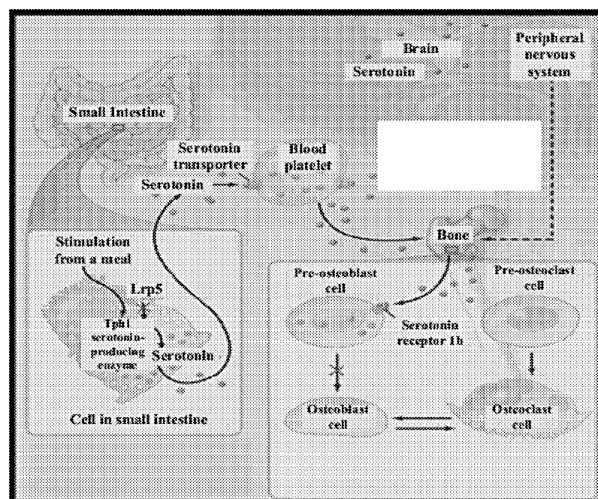 Brain
Serotonin
Peripheral
nervous
system
Small Intestine
Serotonin
transporter
Blood
platelet
Serotonin
Bone
Stimulation
from a meal
Lrp5
Tph1
serotonin-
producing
enzyme
Serotonin
Cell in small intestine
Pre-osteoblast
cell
Pre-osteoclast
cell
Serotonin
receptor 1b
Osteoblast
cell
Osteoclast
cell